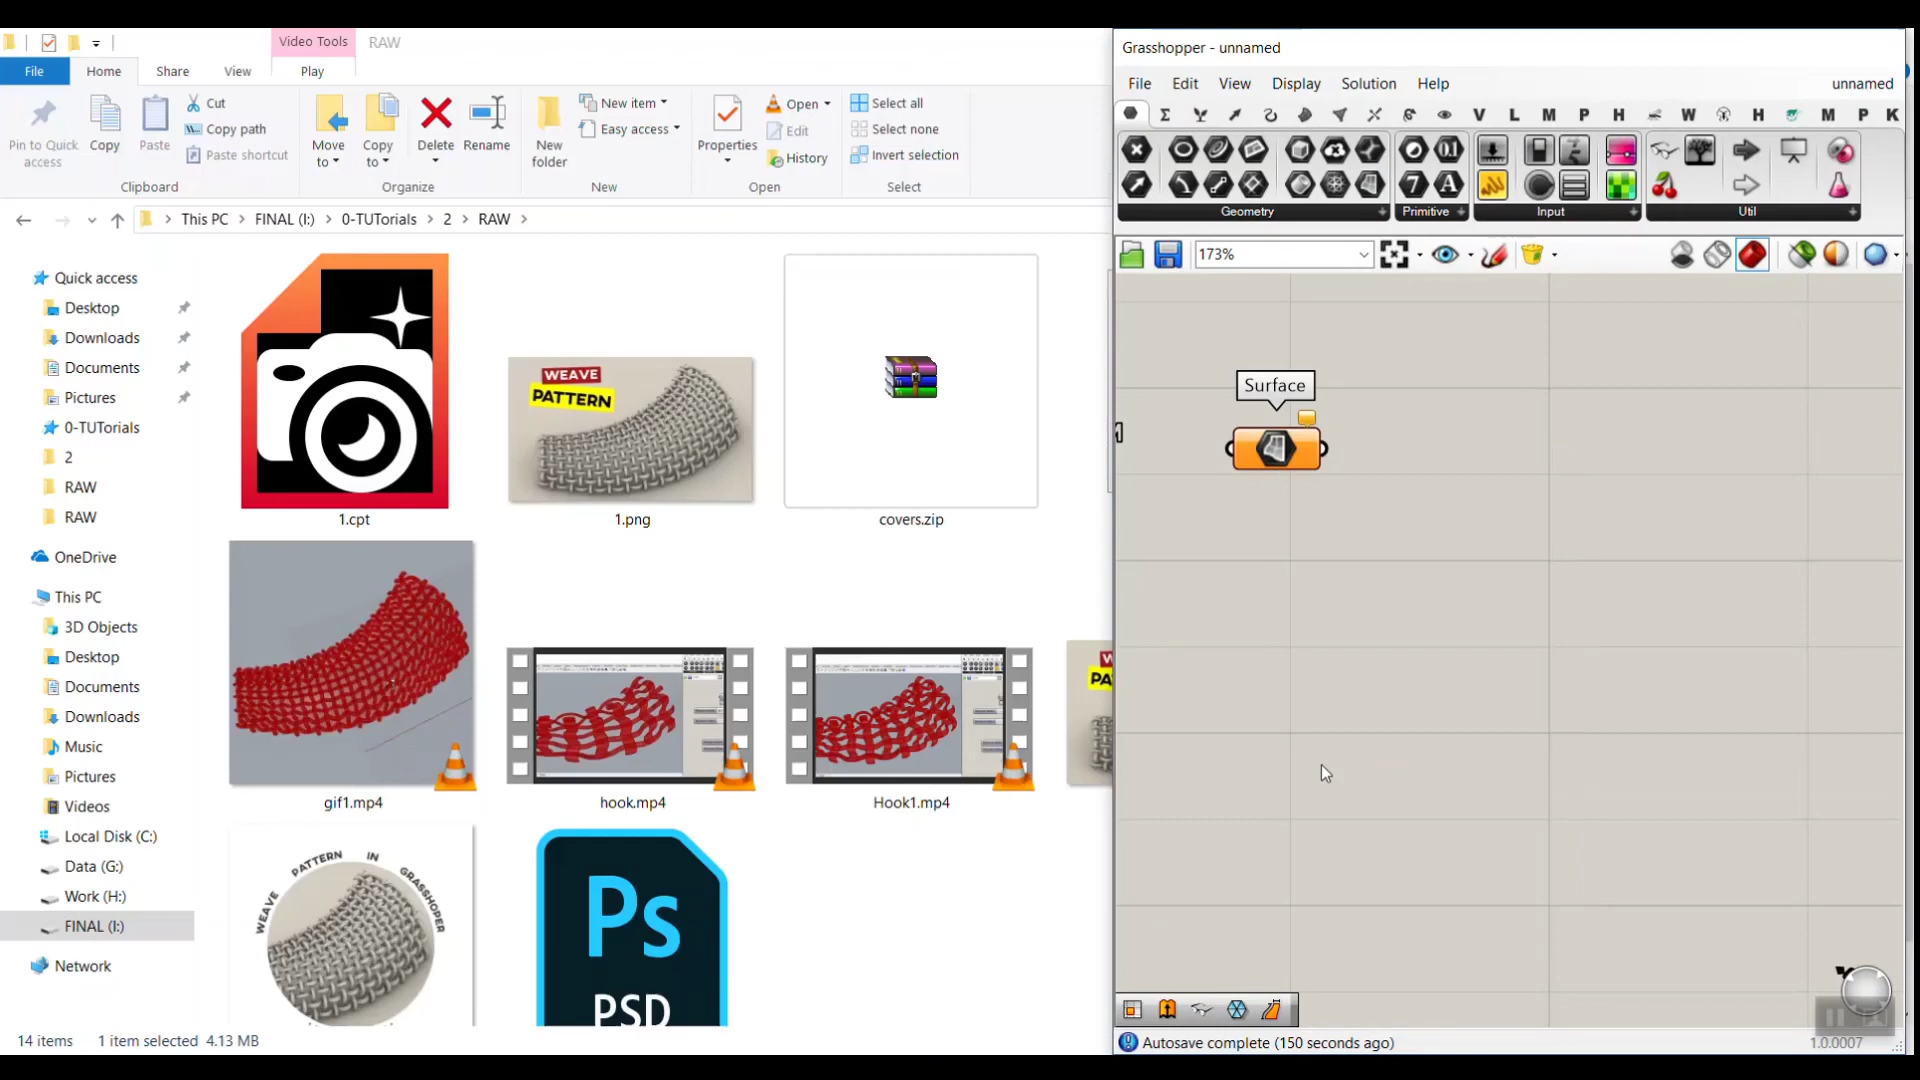 Video Tools
RAW
File
Home
Share
View
Play
Pin to Quick access
Copy
Paste
Cut
Copy path
Paste shortcut
Clipboard
Move to
Copy to
Delete
Rename
Organize
New folder
New item
Easy access
New
Properties
Open
Edit
History
Open
Select all
Select none
Invert selection
Select
This PC > FINAL (I:) > 0-TUTorials > 2 > RAW >
Quick access
Desktop
Downloads
Documents
Pictures
0-TUTorials
2
RAW
RAW
OneDrive
This PC
3D Objects
Desktop
Documents
Downloads
Music
Pictures
Videos
Local Disk (C:)
Data (G:)
Work (H:)
FINAL (I:)
Network
1.cpt
WEAVE
PATTERN
1.png
covers.zip
gif1.mp4
hook.mp4
Hook1.mp4
WEAVE PATTERN IN GRASSHOPER
Ps
PSD
14 items 1 item selected 4.13 MB
Grasshopper - unnamed
File Edit View Display Solution Help
unnamed
V L M P H W H M P K
Geometry
Primitive
Input
Util
173%
Surface
Autosave complete (150 seconds ago)
1.0.0007